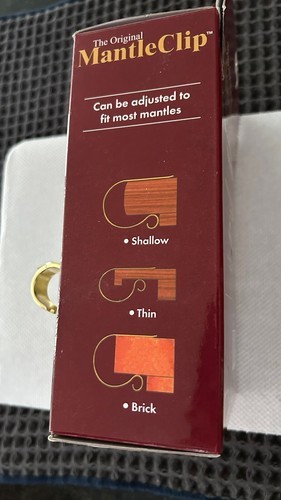 The Original
MantleClip™
Can be adjusted to
fit most mantles
• Shallow
• Thin
• Brick